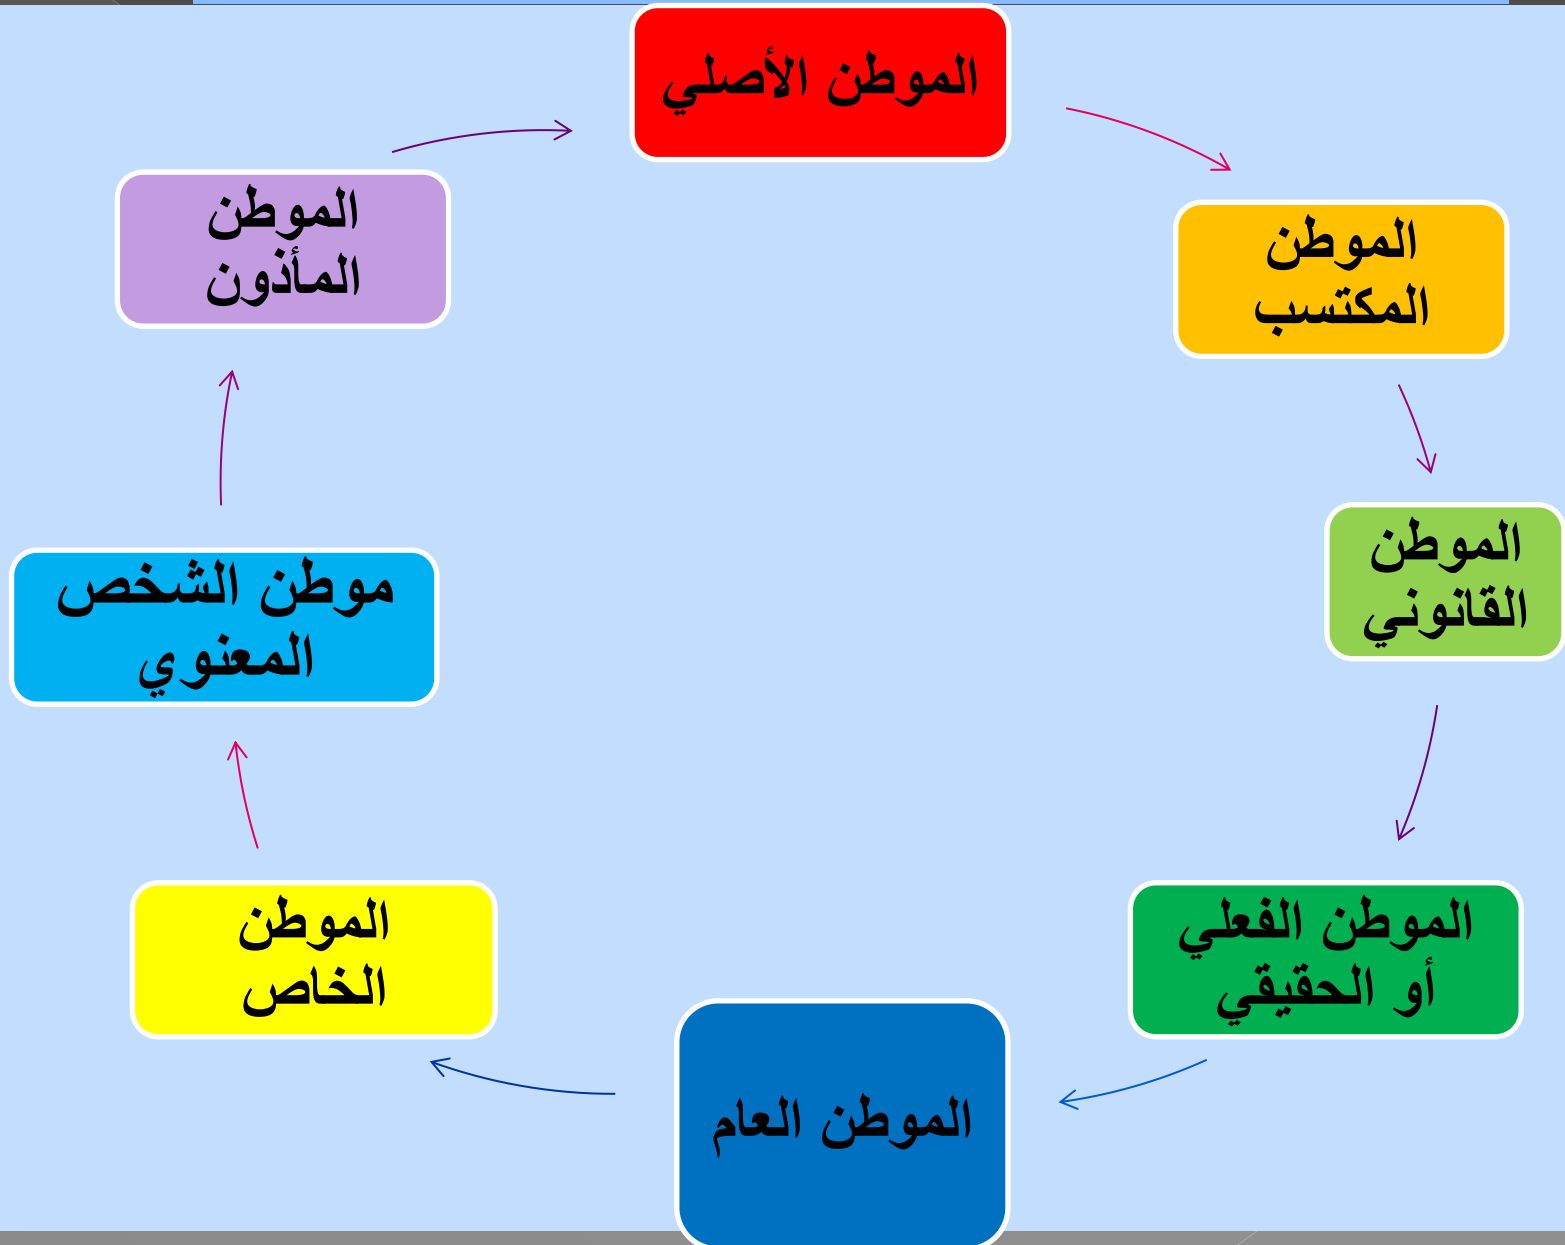 الموطن الأصلي
الموطن
المكتسب
الموطن
القانوني
الموطن الفعلي
أو الحقيقي
الموطن العام
الموطن
الخاص
موطن الشخص
المعنوي
الموطن
المأذون